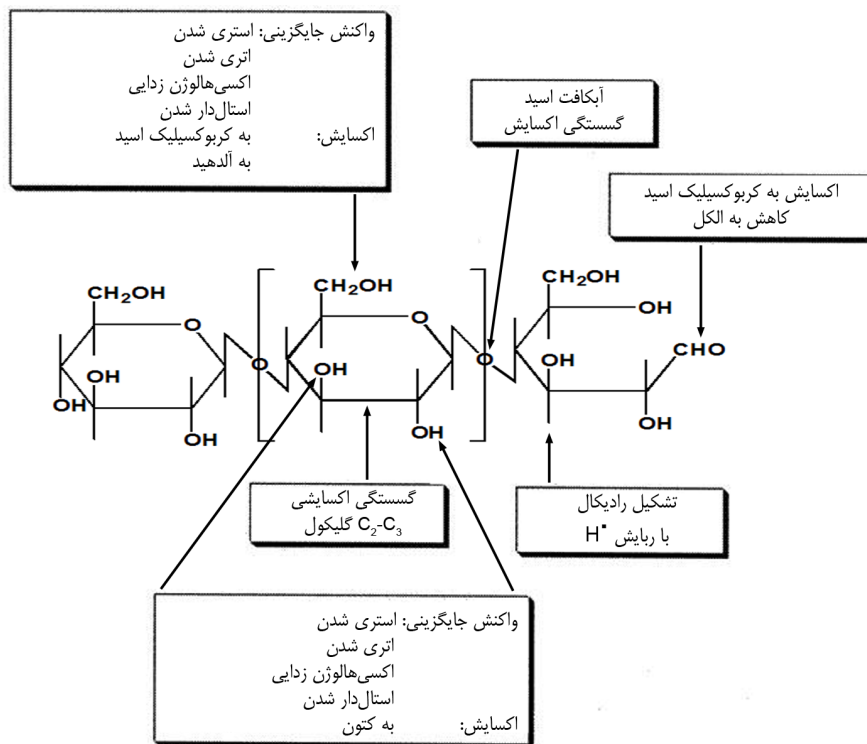 واکنش جایگزینی: استری شدن
اتری شدن
اکسی‌هالوژن زدایی
استال‌دار شدن
اکسایش: به کربوکسیلیک اسید
به آلدهید
آبکافت اسید
گسستگی اکسایش
اکسایش به کربوکسیلیک اسید
کاهش به الکل
CH₂OH
O
OH
OH
OH
O
CH₂OH
O
OH
OH
O
CH₂OH
OH
OH
CHO
OH
گسستگی اکسایشی
C₂-C₃ گلیکول
تشکیل رادیکال
با ربایش H•
واکنش جایگزینی: استری شدن
اتری شدن
اکسی‌هالوژن زدایی
استال‌دار شدن
اکسایش: به کتون